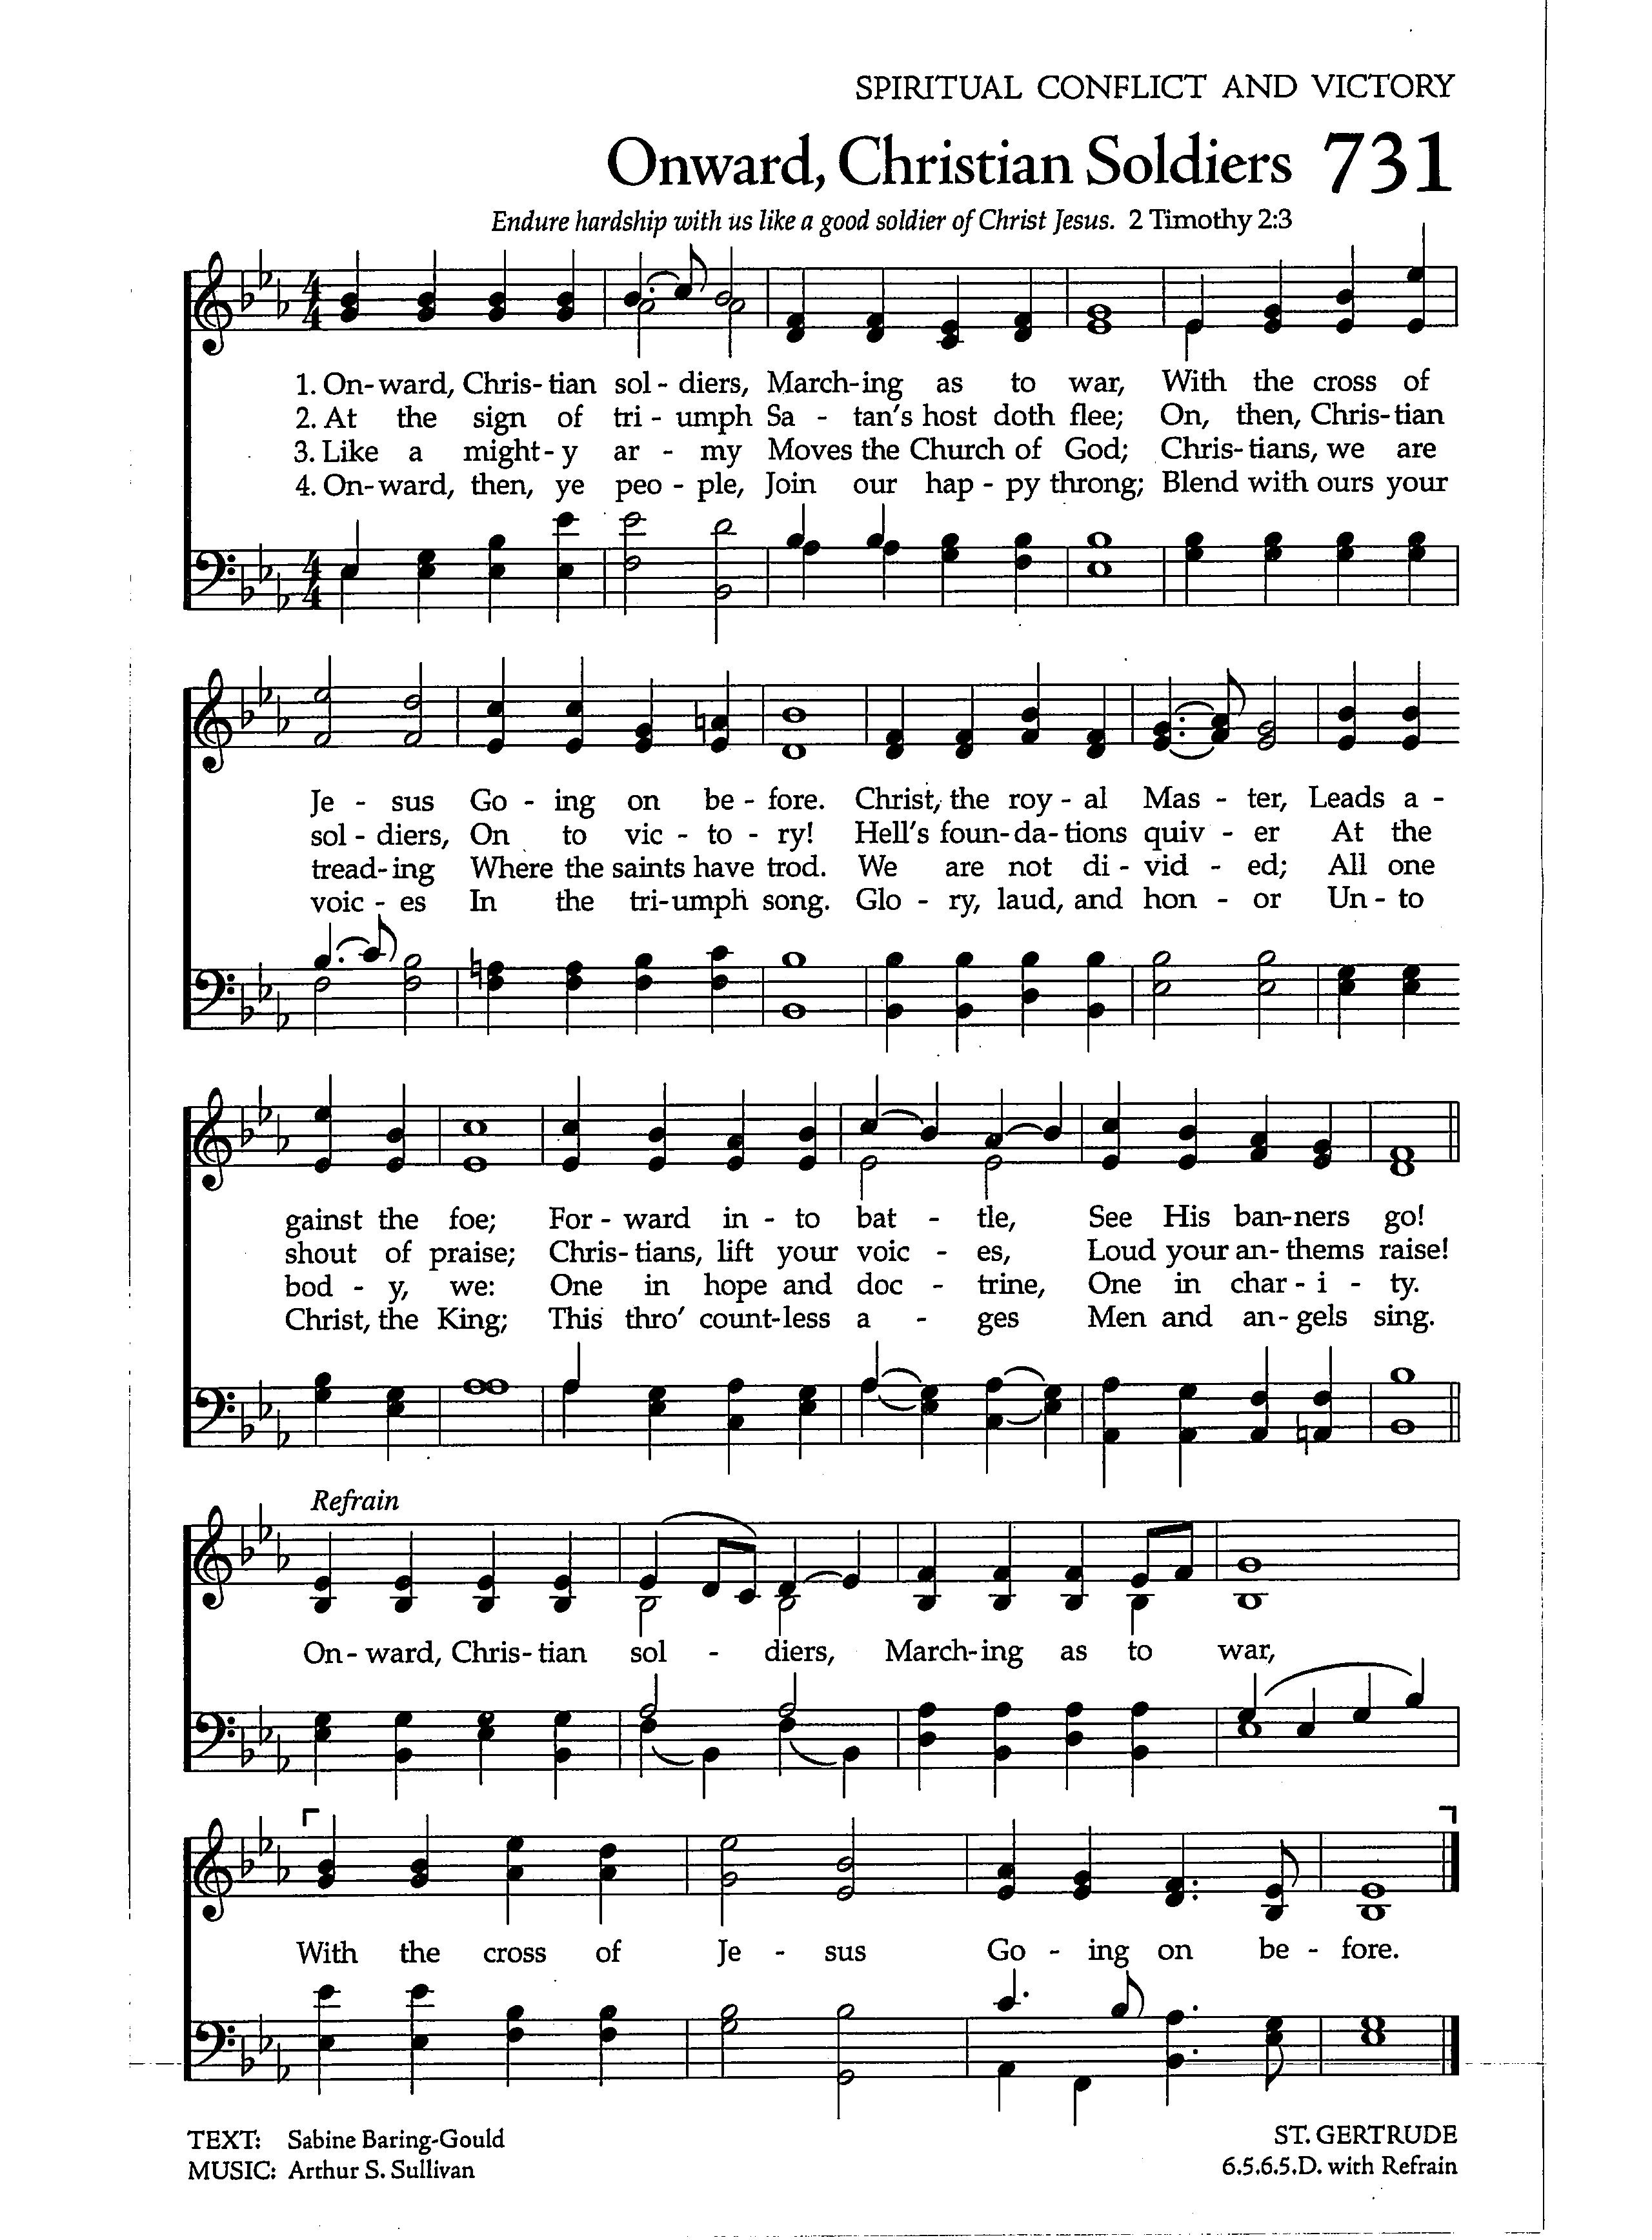 SPIRITUAL CONFLICT AND VICTORY
Onward, Christian Soldiers 731
Endure hardship with us like a good soldier of Christ Jesus. 2 Timothy 2:3
4
4
1. On-ward, Chris-tian sol-diers, March-ing as to war, With the cross of
2. At the sign of tri-umph Sa-tan's host doth flee; On, then, Chris-tian
3. Like a might-y ar-my Moves the Church of God; Chris-tians, we are
4. On-ward, then, ye peo-ple, Join our hap-py throng; Blend with ours your
4
4
Je-sus Go-ing on be-fore. Christ, the roy-al Mas-ter, Leads a-
sol-diers, On to vic-to-ry! Hell's foun-da-tions quiv-er At the
tread-ing Where the saints have trod. We are not di-vid-ed; All one
voic-es In the tri-umph song. Glo-ry, laud, and hon-or Un-to
gainst the foe; For-ward in-to bat-tle, See His ban-ners go!
shout of praise; Chris-tians, lift your voic-es, Loud your an-thems raise!
bod-y, we: One in hope and doc-trine, One in char-i-ty.
Christ, the King; This thro' count-less a-ges Men and an-gels sing.
Refrain
On-ward, Chris-tian sol-diers, March-ing as to war,
With the cross of Je-sus Go-ing on be-fore.
TEXT: Sabine Baring-Gould
MUSIC: Arthur S. Sullivan
ST. GERTRUDE
6.5.6.5.D. with Refrain